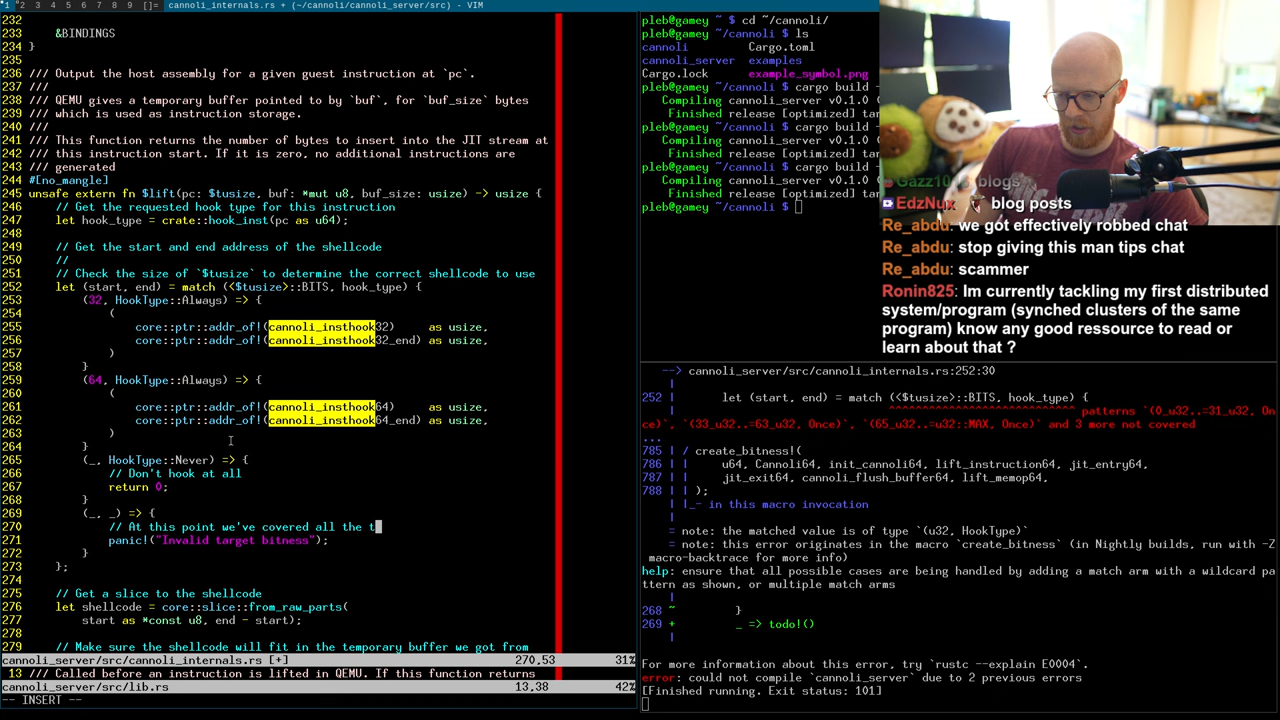 1 2 3 4 5 6 7 8 9 []= cannoli_internals.rs + (~/cannoli/cannoli_server/src) - VIM
232
233     &BINDINGS
234 }
235
236 /// Output the host assembly for a given guest instruction at `pc`.
237 ///
238 /// QEMU gives a temporary buffer pointed to by `buf`, for `buf_size` bytes
239 /// which is used as instruction storage.
240 ///
241 /// This function returns the number of bytes to insert into the JIT stream at
242 /// this instruction start. If it is zero, no additional instructions are
243 /// generated
244 #[no_mangle]
245 unsafe extern fn $lift(pc: $tusize, buf: *mut u8, buf_size: usize) -> usize {
246     // Get the requested hook type for this instruction
247     let hook_type = crate::hook_inst(pc as u64);
248
249     // Get the start and end address of the shellcode
250     //
251     // Check the size of `$tusize` to determine the correct shellcode to use
252     let (start, end) = match (<$tusize>::BITS, hook_type) {
253         (32, HookType::Always) => {
254             (
255                 core::ptr::addr_of!(cannoli_insthook32)     as usize,
256                 core::ptr::addr_of!(cannoli_insthook32_end) as usize,
257             )
258         }
259         (64, HookType::Always) => {
260             (
261                 core::ptr::addr_of!(cannoli_insthook64)     as usize,
262                 core::ptr::addr_of!(cannoli_insthook64_end) as usize,
263             )
264         }
265         (_, HookType::Never) => {
266             // Don't hook at all
267             return 0;
268         }
269         (_, _) => {
270             // At this point we've covered all the t
271             panic!("Invalid target bitness");
272         }
273     };
274
275     // Get a slice to the shellcode
276     let shellcode = core::slice::from_raw_parts(
277         start as *const u8, end - start);
278
279     // Make sure the shellcode will fit in the temporary buffer we got from
cannoli_server/src/cannoli_internals.rs [+] 270,53 31%
13 /// Called before an instruction is lifted in QEMU. If this function returns
cannoli_server/src/lib.rs 13,38 42%
-- INSERT --
pleb@gamey ~ $ cd ~/cannoli/
pleb@gamey ~/cannoli $ ls
cannoli Cargo.toml
cannoli_server examples
Cargo.lock example_symbol.png
pleb@gamey ~/cannoli $ cargo build -
Compiling cannoli_server v0.1.0 (
Finished release [optimized] tar
pleb@gamey ~/cannoli $ cargo build -
Compiling cannoli_server v0.1.0 (
Finished release [optimized] tar
pleb@gamey ~/cannoli $ cargo build -
Compiling cannoli_server v0.1.0 (
Finished release [optimized] tar
pleb@gamey ~/cannoli $
blogs
EdzNux: blog posts
Re_abdu: we got effectively robbed chat
Re_abdu: stop giving this man tips chat
Re_abdu: scammer
Ronin825: Im currently tackling my first distributed
system/program (synched clusters of the same
program) know any good ressource to read or
learn about that ?
--> cannoli_server/src/cannoli_internals.rs:252:30
|
252 |         let (start, end) = match (<$tusize>::BITS, hook_type) {
|                                  ^^^^^^^^^^^^^^^^^^^^^^^^^^^^ patterns `(0_u32..=31_u32, On
ce)`, `(33_u32..=63_u32, Once)`, `(65_u32..=u32::MAX, Once)` and 3 more not covered
...
785 | / create_bitness!(
786 | |     u64, Cannoli64, init_cannoli64, lift_instruction64, jit_entry64,
787 | |     jit_exit64, cannoli_flush_buffer64, lift_memop64,
788 | | );
| |_- in this macro invocation
|
= note: the matched value is of type `(u32, HookType)`
= note: this error originates in the macro `create_bitness` (in Nightly builds, run with -Z
macro-backtrace for more info)
help: ensure that all possible cases are being handled by adding a match arm with a wildcard pa
ttern as shown, or multiple match arms
|
268 ~         }
269 +         _ => todo!()
|
For more information about this error, try `rustc --explain E0004`.
error: could not compile `cannoli_server` due to 2 previous errors
[Finished running. Exit status: 101]